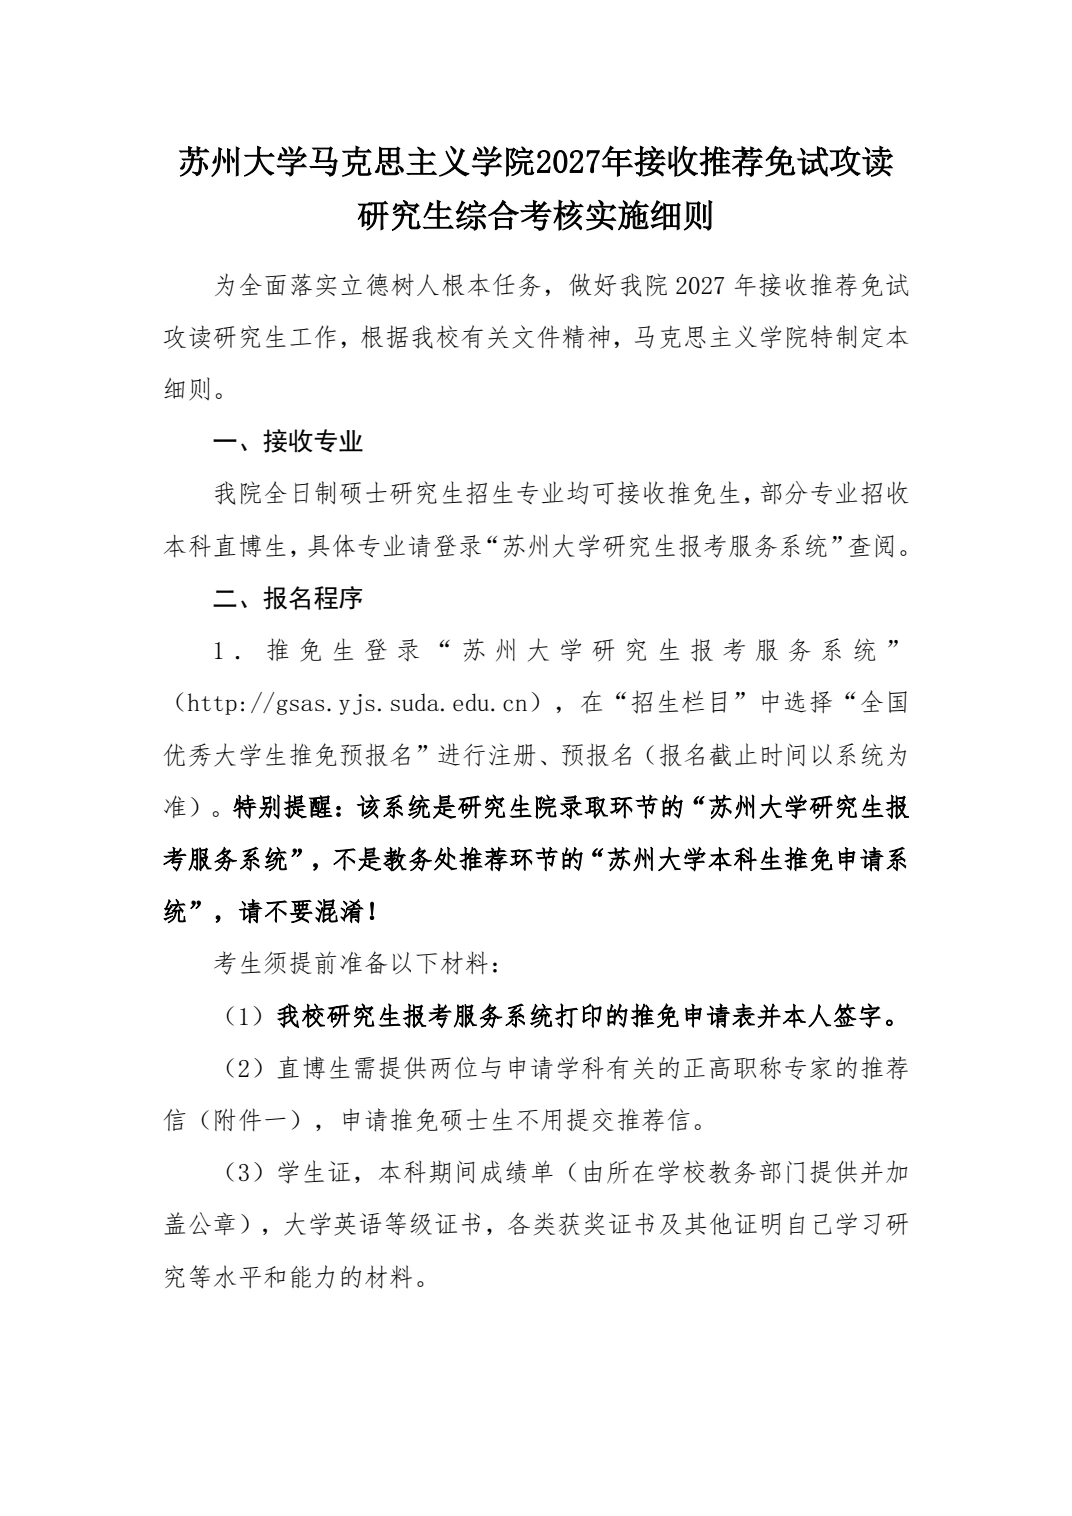 苏州大学马克思主义学院2027年接收推荐免试攻读
研究生综合考核实施细则
为全面落实立德树人根本任务，做好我院 2027 年接收推荐免试
攻读研究生工作，根据我校有关文件精神，马克思主义学院特制定本
细则。
一、接收专业
我院全日制硕士研究生招生专业均可接收推免生，部分专业招收
本科直博生，具体专业请登录“苏州大学研究生报考服务系统”查阅。
二、报名程序
1．推免生登录“苏州大学研究生报考服务系统”
（http://gsas.yjs.suda.edu.cn），在“招生栏目”中选择“全国
优秀大学生推免预报名”进行注册、预报名（报名截止时间以系统为
准）。特别提醒：该系统是研究生院录取环节的“苏州大学研究生报
考服务系统”，不是教务处推荐环节的“苏州大学本科生推免申请系
统”，请不要混淆！
考生须提前准备以下材料：
（1）我校研究生报考服务系统打印的推免申请表并本人签字。
（2）直博生需提供两位与申请学科有关的正高职称专家的推荐
信（附件一），申请推免硕士生不用提交推荐信。
（3）学生证，本科期间成绩单（由所在学校教务部门提供并加
盖公章），大学英语等级证书，各类获奖证书及其他证明自己学习研
究等水平和能力的材料。